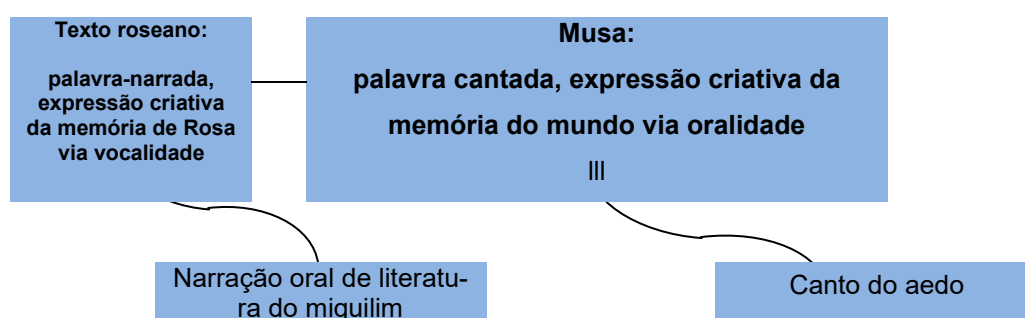 Texto roseano:
palavra-narrada,
expressão criativa
da memória de Rosa
via vocalidade
Musa:
palavra cantada, expressão criativa da
memória do mundo via oralidade
lll
Narração oral de literatu-
ra do miguilim
Canto do aedo